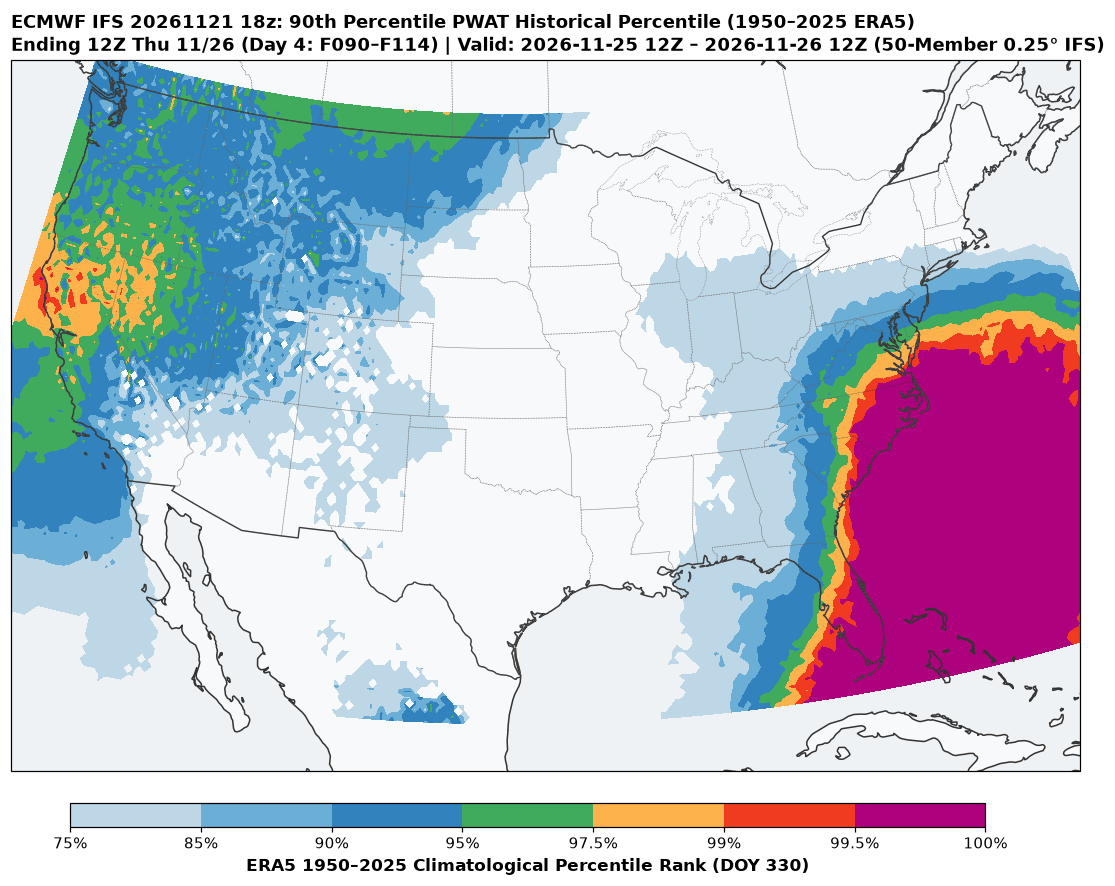 ECMWF IFS 20261121 18z: 90th Percentile PWAT Historical Percentile (1950–2025 ERA5)
Ending 12Z Thu 11/26 (Day 4: F090–F114) | Valid: 2026-11-25 12Z – 2026-11-26 12Z (50-Member 0.25° IFS)
75% 85% 90% 95% 97.5% 99% 99.5% 100%
ERA5 1950–2025 Climatological Percentile Rank (DOY 330)